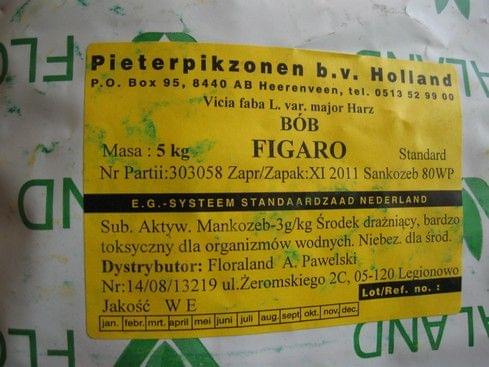 Pieterpikzonen b.v. Holland
P.O. Box 95, 8440 AB Heerenveen, tel. 0513 52 99 00
Vicia faba L. var. major Harz
BÓB
Masa : 5 kg FIGARO Standard
Nr Partii:303058 Zapr/Zapak:XI 2011 Sankozeb 80WP
E.G.-SYSTEEM STANDAARDZAAD NEDERLAND
Sub. Aktyw. Mankozeb-3g/kg Środek drażniący, bardzo
toksyczny dla organizmów wodnych. Niebez. dla środ.
Dystrybutor: Floraland A. Pawelski
Nr:14/08/13219 ul.Żeromskiego 2C, 05-120 Legionowo
Jakość W E Lot/Ref. no.:
jan. febr. mrt. april mei juni juli aug. sept okt. nov. dec.
FLO
ALAND
ALAND